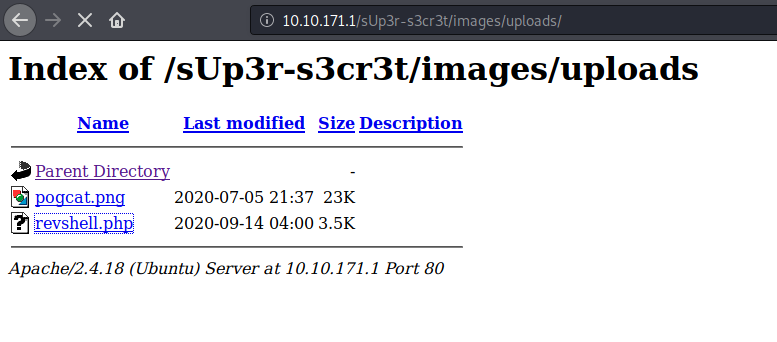 10.10.171.1/sUp3r-s3cr3t/images/uploads/
Index of /sUp3r-s3cr3t/images/uploads
Name Last modified Size Description
Parent Directory -
pogcat.png 2020-07-05 21:37 23K
revshell.php 2020-09-14 04:00 3.5K
Apache/2.4.18 (Ubuntu) Server at 10.10.171.1 Port 80